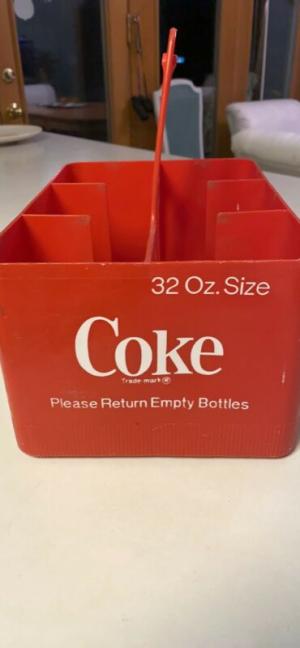 32 Oz. Size
Coke
Trade mark ®
Please Return Empty Bottles